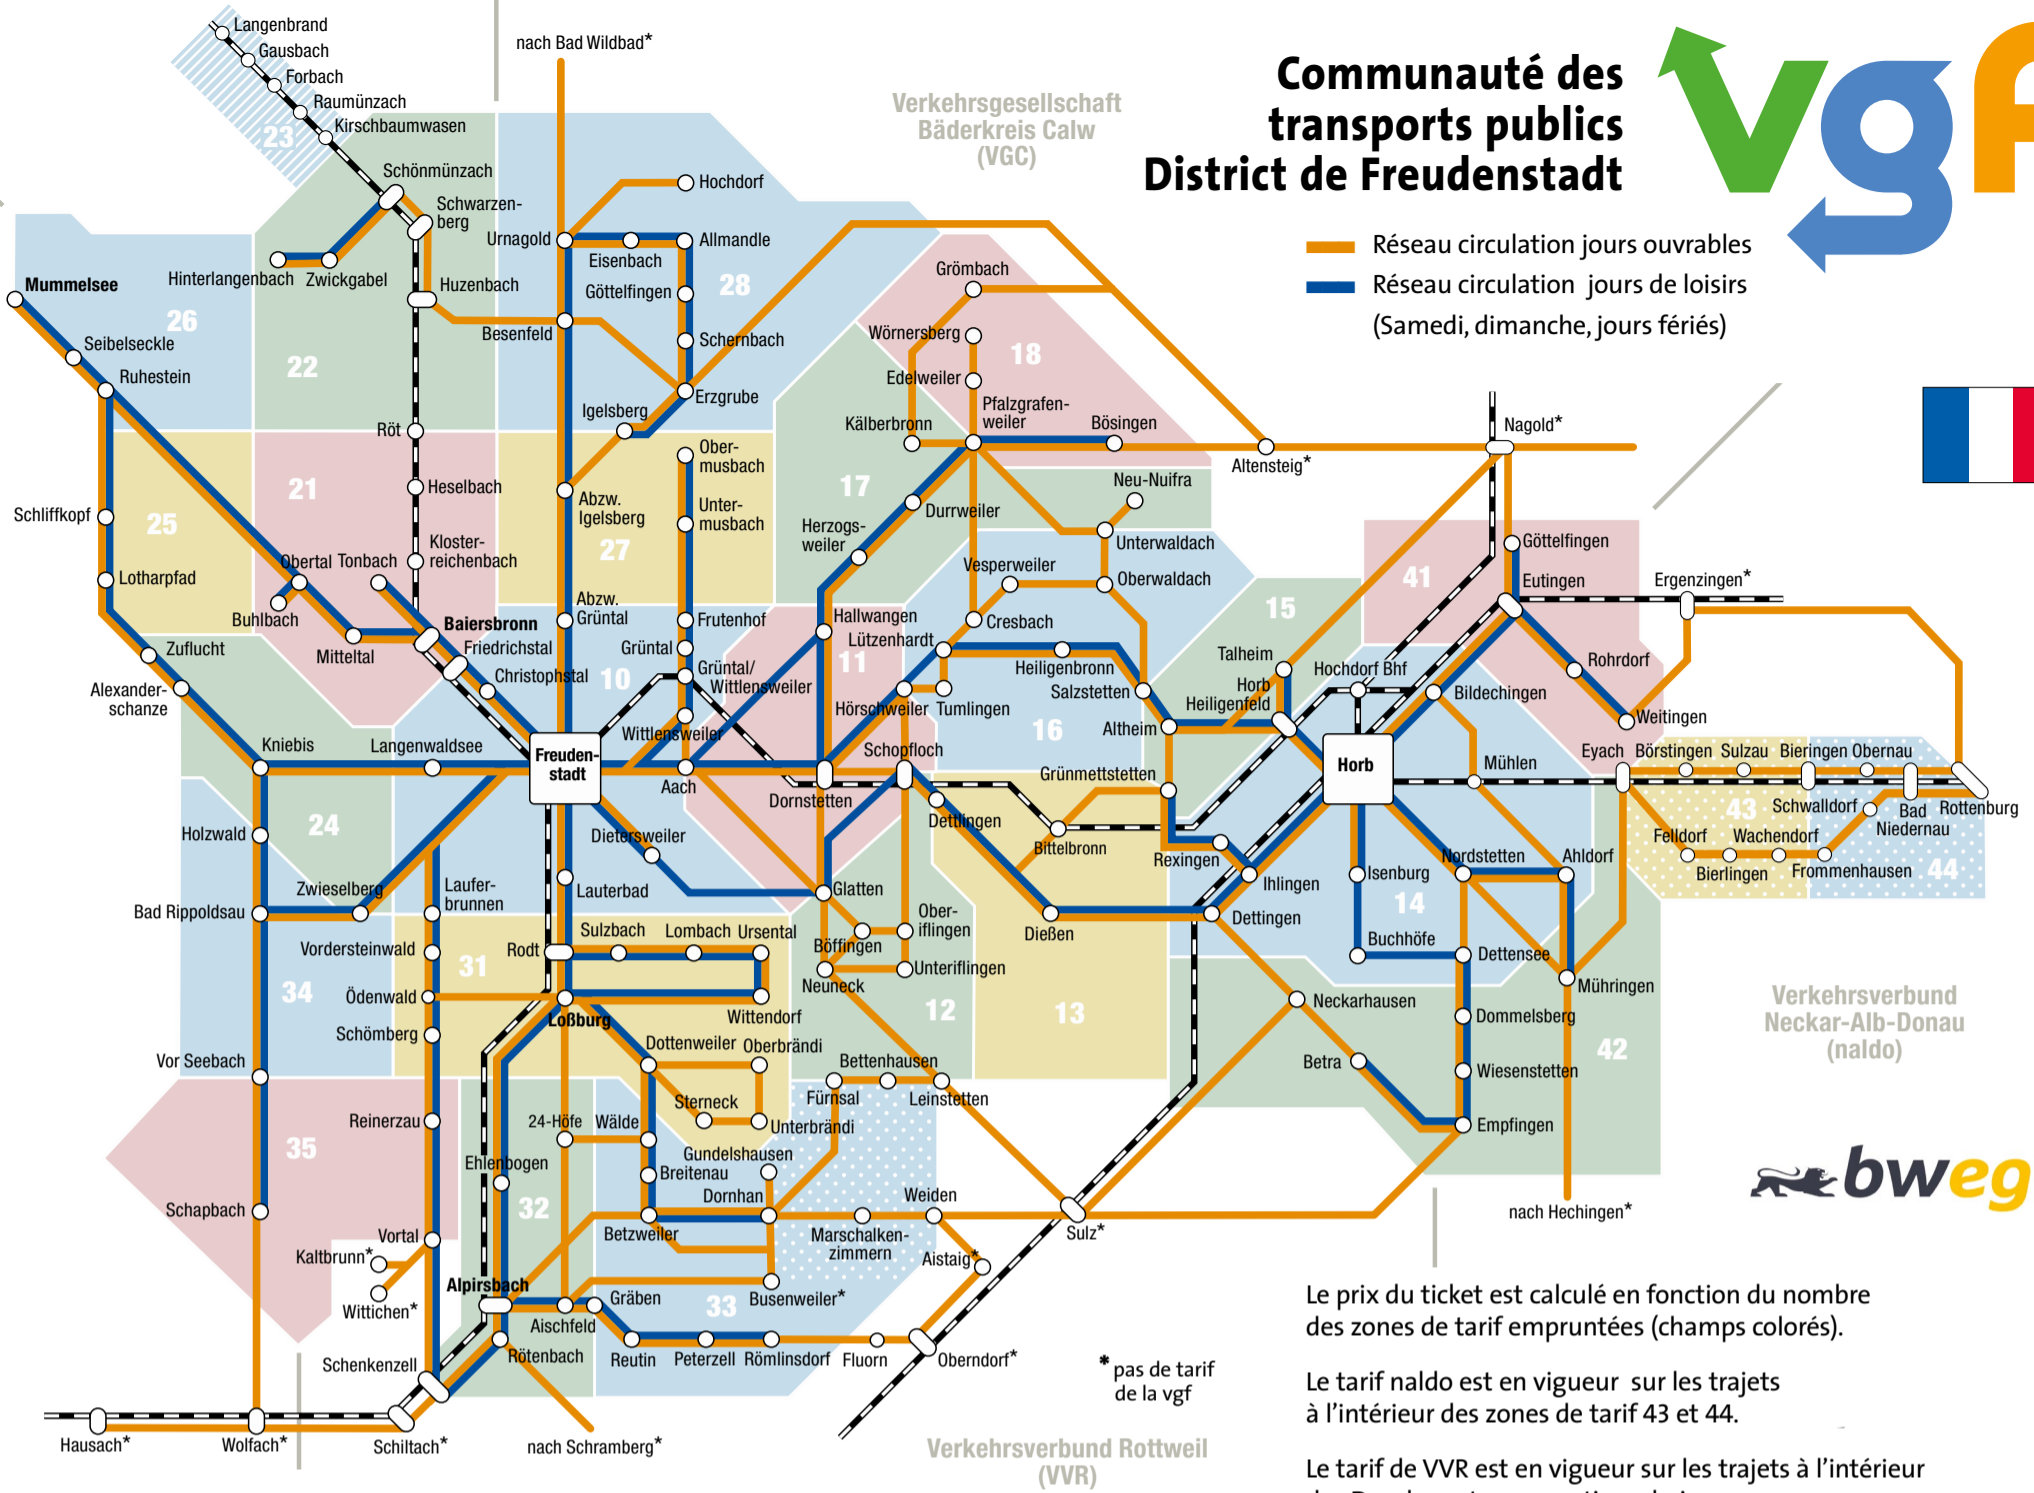 Communauté des
transports publics
District de Freudenstadt
vgf
Réseau circulation jours ouvrables
Réseau circulation jours de loisirs
(Samedi, dimanche, jours fériés)
Verkehrsgesellschaft
Bäderkreis Calw
(VGC)
nach Bad Wildbad*
Langenbrand
Gausbach
Forbach
Raumünzach
Kirschbaumwasen
23
Schönmünzach
Schwarzen-
berg
Hinterlangenbach
Zwickgabel
Huzenbach
22
Mummelsee
26
Seibelseckle
Ruhestein
Hochdorf
Urnagold
Eisenbach
Allmandle
Göttelfingen
28
Besenfeld
Schernbach
Erzgrube
Igelsberg
Grömbach
Wörnersberg
18
Edelweiler
Pfalzgrafen-
weiler
Kälberbronn
Bösingen
Altensteig*
Nagold*
Röt
21
Heselbach
Schliffkopf
25
Lotharpfad
Obertal
Tonbach
Kloster-
reichenbach
Buhlbach
Mitteltal
Baiersbronn
Friedrichstal
Christophstal
Abzw.
Igelsberg
27
Ober-
musbach
Unter-
musbach
Abzw.
Grüntal
Frutenhof
Grüntal
Grüntal/
Wittlensweiler
10
Wittlensweiler
17
Durrweiler
Herzogs-
weiler
Neu-Nuifra
Unterwaldach
Vesperweiler
Oberwaldach
Cresbach
Hallwangen
Lützenhardt
11
Heiligenbronn
Salzstetten
Hörschweiler
Tumlingen
16
Altheim
15
Talheim
Horb
Heiligenfeld
Hochdorf Bhf
41
Göttelfingen
Eutingen
Ergenzingen*
Rohrdorf
Bildechingen
Weitingen
Zuflucht
Alexander-
schanze
Kniebis
Langenwaldsee
Freuden-
stadt
Aach
Dornstetten
Schopfloch
Grünmettstetten
Horb
Mühlen
Eyach
Börstingen
Sulzau
Bieringen
Obernau
43
Schwalldorf
Bad
Niedernau
Rottenburg
Felldorf
Wachendorf
Bierlingen
Frommenhausen
44
Holzwald
24
Dietersweiler
Dettlingen
Bittelbronn
Rexingen
Ihlingen
Isenburg
Nordstetten
Ahldorf
14
Zwieselberg
Laufer-
brunnen
Lauterbad
Glatten
Bad Rippoldsau
Ober-
iflingen
Böffingen
Dießen
Dettingen
Buchhöfe
Dettensee
Vordersteinwald
31
Rodt
Sulzbach
Lombach
Ursental
Neuneck
Unteriflingen
Mühringen
34
Ödenwald
Loßburg
Wittendorf
12
13
Neckarhausen
Dommelsberg
Schömberg
Dottenweiler
Oberbrändi
Bettenhausen
Betra
Wiesenstetten
42
Vor Seebach
Fürnsal
Leinstetten
Sterneck
Unterbrändi
Reinerzau
24-Höfe
Wälde
Empfingen
35
Gundelshausen
Ehlenbogen
Breitenau
Dornhan
Weiden
Schapbach
32
Betzweiler
Marschalken-
zimmern
Sulz*
nach Hechingen*
Vortal
Kaltbrunn*
Aistaig*
Wittichen*
Alpirsbach
Gräben
33
Busenweiler*
Aischfeld
Schenkenzell
Rötenbach
Reutin
Peterzell
Römlinsdorf
Fluorn
Oberndorf*
Hausach*
Wolfach*
Schiltach*
nach Schramberg*
Verkehrsverbund
Neckar-Alb-Donau
(naldo)
bweg
* pas de tarif
de la vgf
Verkehrsverbund Rottweil
(VVR)
Le prix du ticket est calculé en fonction du nombre
des zones de tarif empruntées (champs colorés).
Le tarif naldo est en vigueur sur les trajets
à l'intérieur des zones de tarif 43 et 44.
Le tarif de VVR est en vigueur sur les trajets à l'intérieur